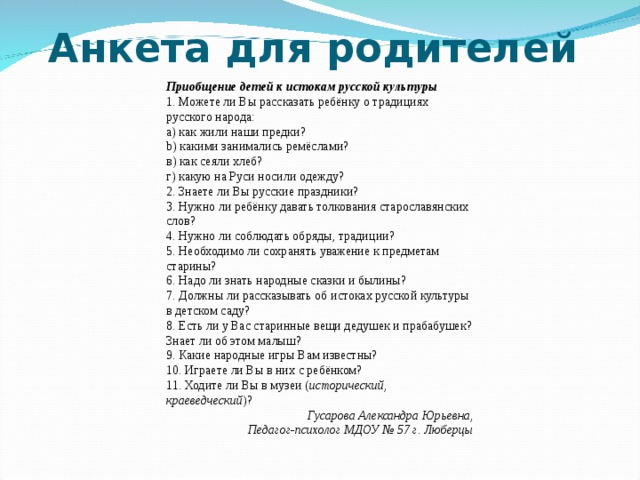 Анкета для родителей
Приобщение детей к истокам русской культуры
1. Можете ли Вы рассказать ребёнку о традициях
русского народа:
а) как жили наши предки?
b) какими занимались ремёслами?
в) как сеяли хлеб?
г) какую на Руси носили одежду?
2. Знаете ли Вы русские праздники?
3. Нужно ли ребёнку давать толкования старославянских
слов?
4. Нужно ли соблюдать обряды, традиции?
5. Необходимо ли сохранять уважение к предметам
старины?
6. Надо ли знать народные сказки и былины?
7. Должны ли рассказывать об истоках русской культуры
в детском саду?
8. Есть ли у Вас старинные вещи дедушек и прабабушек?
Знает ли об этом малыш?
9. Какие народные игры Вам известны?
10. Играете ли Вы в них с ребёнком?
11. Ходите ли Вы в музеи (исторический,
краеведческий)?
Гусарова Александра Юрьевна,
Педагог-психолог МДОУ № 57 г. Люберцы